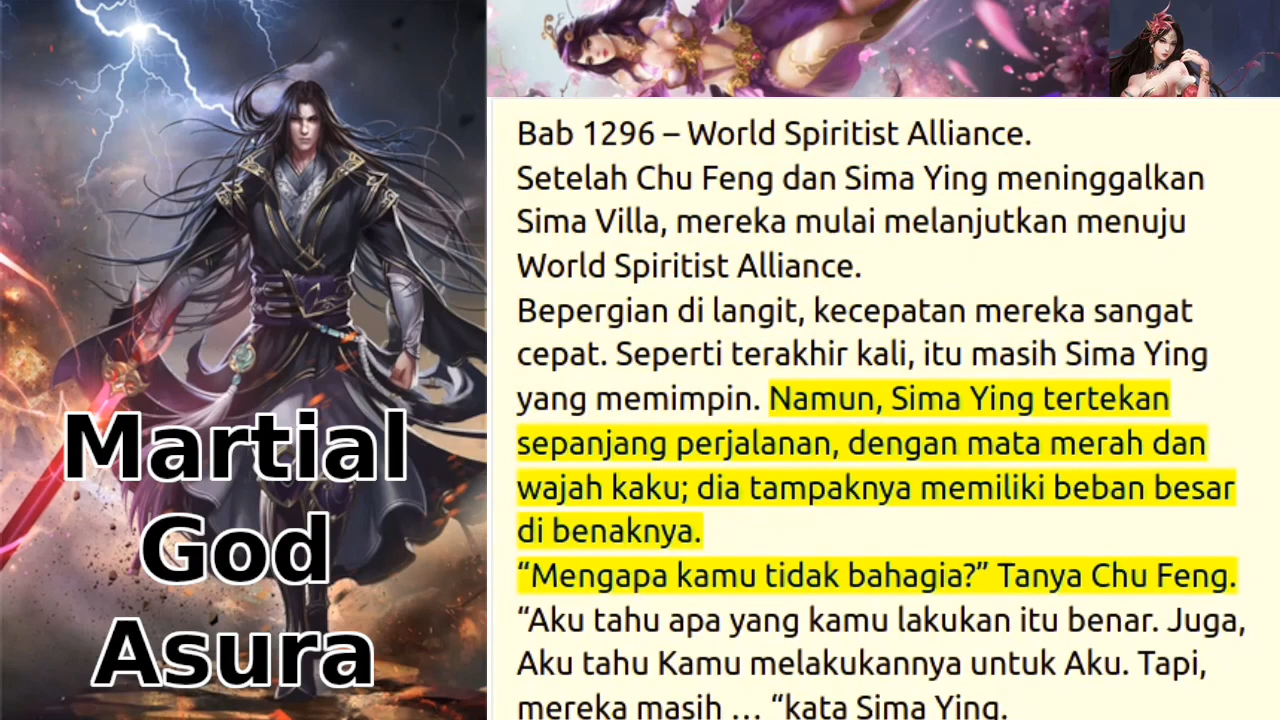 Martial
God
Asura
Bab 1296 – World Spiritist Alliance.
Setelah Chu Feng dan Sima Ying meninggalkan
Sima Villa, mereka mulai melanjutkan menuju
World Spiritist Alliance.
Bepergian di langit, kecepatan mereka sangat
cepat. Seperti terakhir kali, itu masih Sima Ying
yang memimpin. Namun, Sima Ying tertekan
sepanjang perjalanan, dengan mata merah dan
wajah kaku; dia tampaknya memiliki beban besar
di benaknya.
“Mengapa kamu tidak bahagia?” Tanya Chu Feng.
“Aku tahu apa yang kamu lakukan itu benar. Juga,
Aku tahu Kamu melakukannya untuk Aku. Tapi,
mereka masih … “kata Sima Ying.